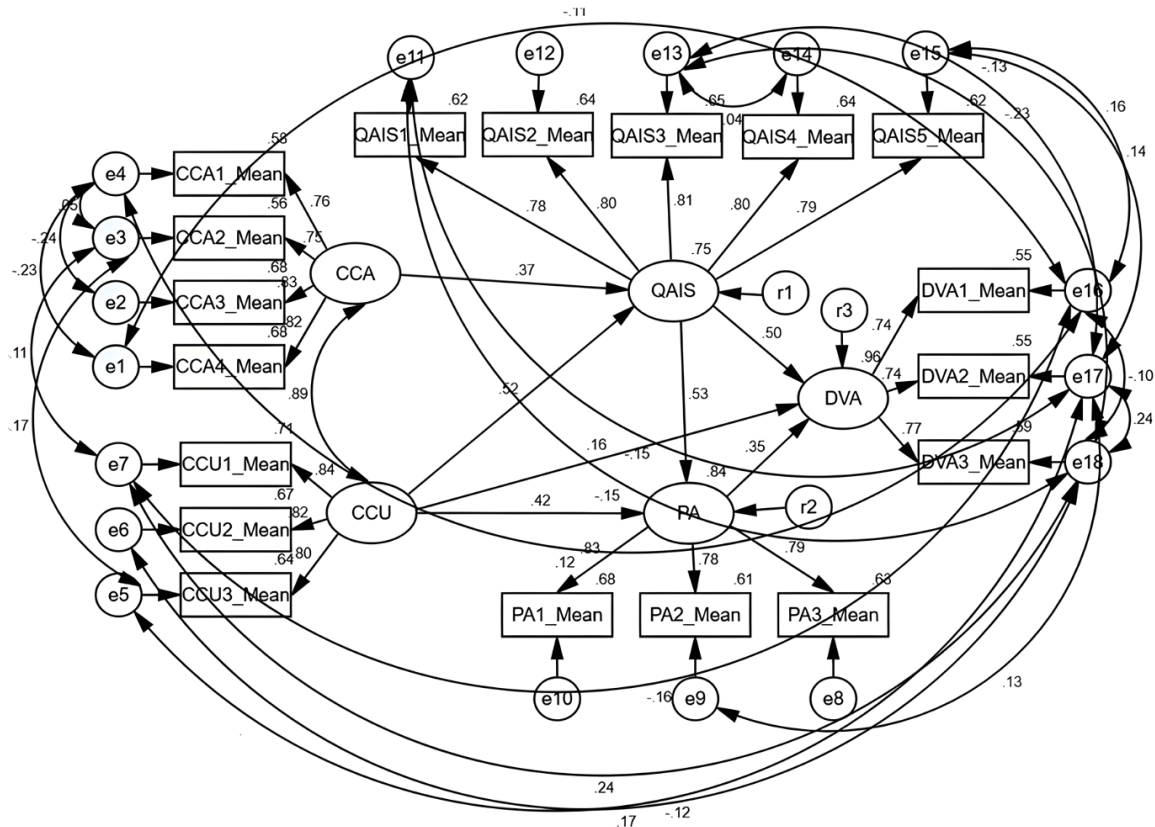 -.11
e11
e12
e13
e14
e15
-.13
.62
.64
.65
.64
.62
-.23
.16
.04
QAIS1_Mean
QAIS2_Mean
QAIS3_Mean
QAIS4_Mean
QAIS5_Mean
.14
.58
e4
CCA1_Mean
.76
.05
.56
.78
.80
.81
.80
.79
e3
CCA2_Mean
.75
-.24
.75
.55
-.23
.68
.83
CCA
.37
QAIS
r1
DVA1_Mean
e16
e2
CCA3_Mean
r3
.82
.68
.50
.74
.55
.11
e1
CCA4_Mean
.96
.74
DVA2_Mean
e17
-.10
.89
.52
.53
DVA
.17
.71
.77
.59
.24
e7
CCU1_Mean
.84
.16
-.15
.35
DVA3_Mean
e18
.67
.84
CCU
.42
-.15
PA
r2
e6
CCU2_Mean
.82
.64
.80
.12
.83
.78
.79
e5
CCU3_Mean
.68
.61
.63
PA1_Mean
PA2_Mean
PA3_Mean
e10
-.16
e9
e8
.13
.24
.17
-.12